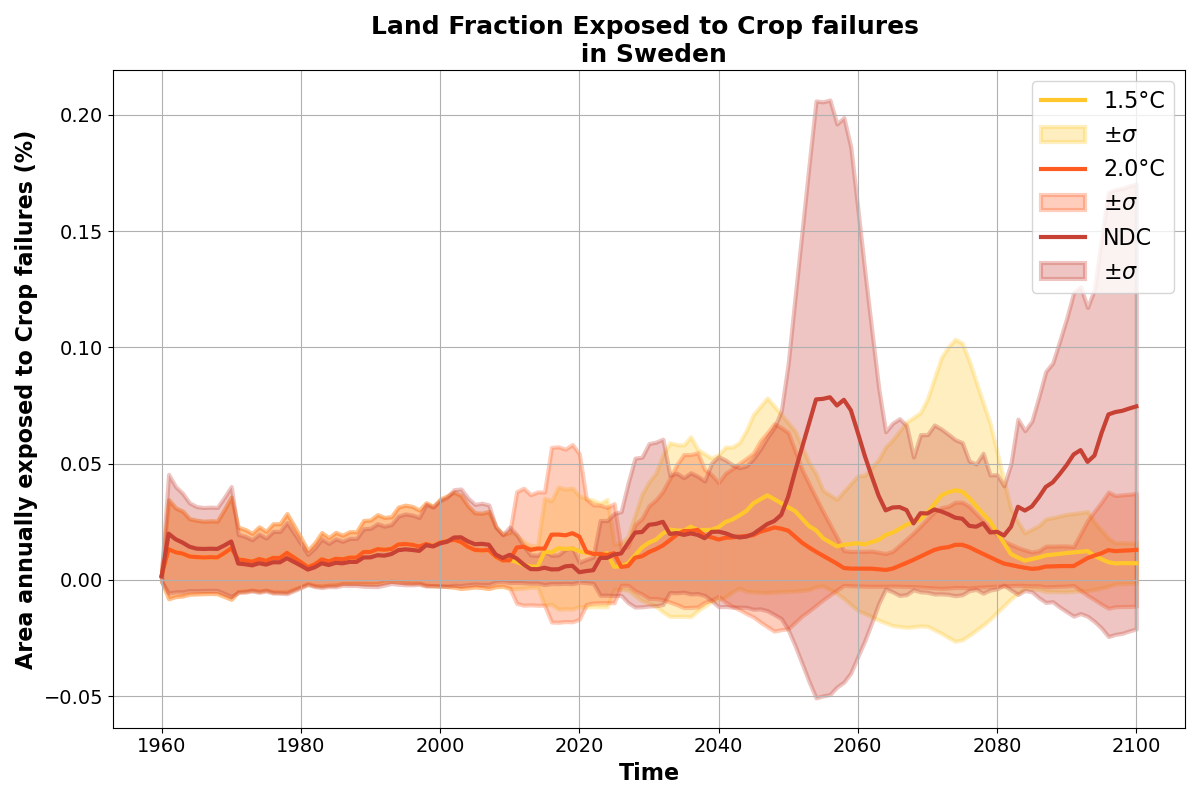 Land Fraction Exposed to Crop failures
in Sweden
Area annually exposed to Crop failures (%)
0.20
0.15
0.10
0.05
0.00
−0.05
1.5°C
±σ
2.0°C
±σ
NDC
±σ
1960 1980 2000 2020 2040 2060 2080 2100
Time